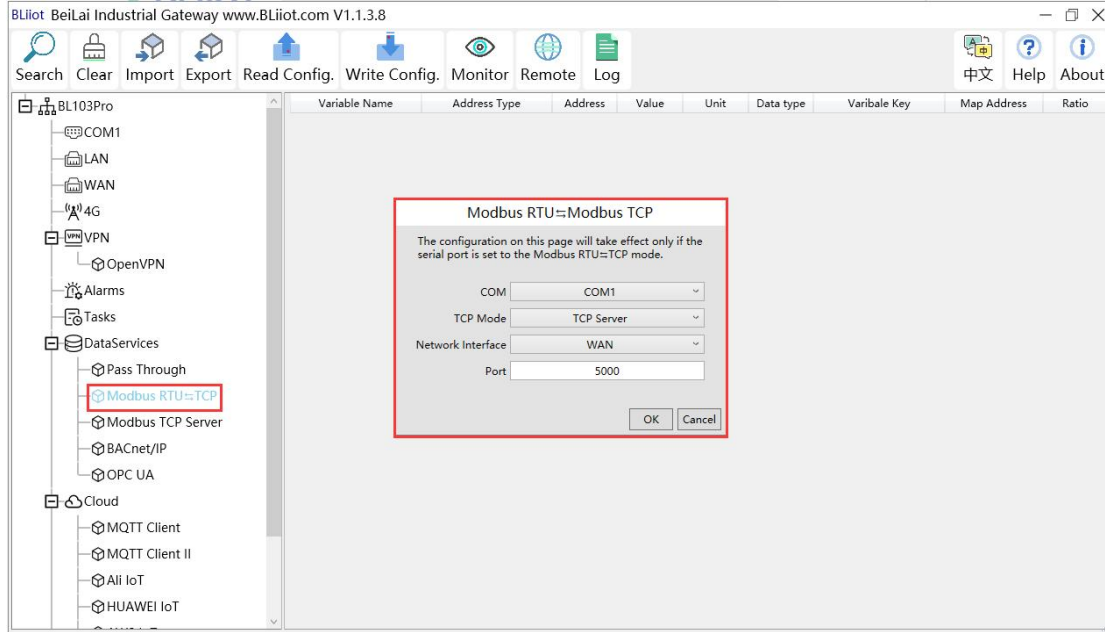 BLiiot BeiLai Industrial Gateway www.BLiiot.com V1.1.3.8
Search Clear Import Export Read Config. Write Config. Monitor Remote Log 中文 Help About
BL103Pro
Variable Name Address Type Address Value Unit Data type Varibale Key Map Address Ratio
COM1
LAN
WAN
4G
VPN VPN
OpenVPN
Alarms
Tasks
DataServices
Pass Through
Modbus RTU⇆TCP
Modbus TCP Server
BACnet/IP
OPC UA
Cloud
MQTT Client
MQTT Client II
Ali IoT
HUAWEI IoT
Modbus RTU⇆Modbus TCP
The configuration on this page will take effect only if the
serial port is set to the Modbus RTU⇆TCP mode.
COM COM1
TCP Mode TCP Server
Network Interface WAN
Port 5000
OK Cancel